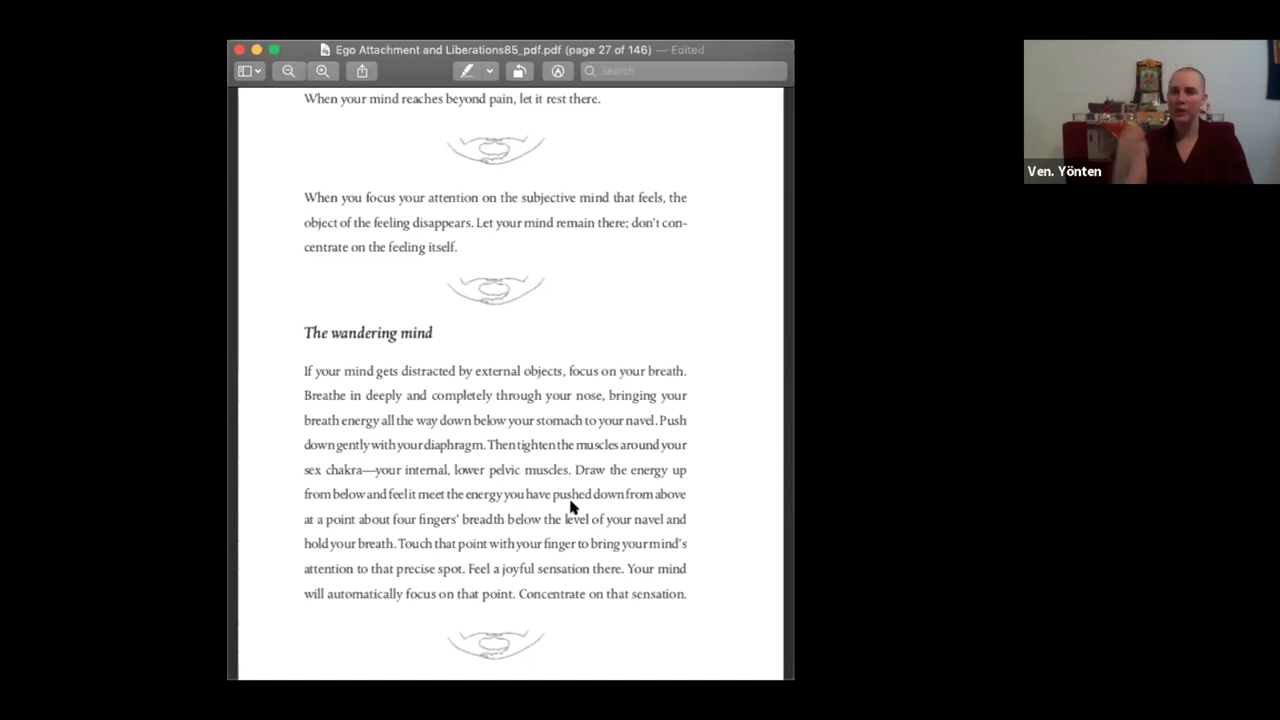 Ego Attachment and Liberations85_pdf.pdf (page 27 of 146) — Edited
Search
When your mind reaches beyond pain, let it rest there.
When you focus your attention on the subjective mind that feels, the
object of the feeling disappears. Let your mind remain there; don't con-
centrate on the feeling itself.
The wandering mind
If your mind gets distracted by external objects, focus on your breath.
Breathe in deeply and completely through your nose, bringing your
breath energy all the way down below your stomach to your navel. Push
down gently with your diaphragm. Then tighten the muscles around your
sex chakra—your internal, lower pelvic muscles. Draw the energy up
from below and feel it meet the energy you have pushed down from above
at a point about four fingers' breadth below the level of your navel and
hold your breath. Touch that point with your finger to bring your mind's
attention to that precise spot. Feel a joyful sensation there. Your mind
will automatically focus on that point. Concentrate on that sensation.
Ven. Yönten